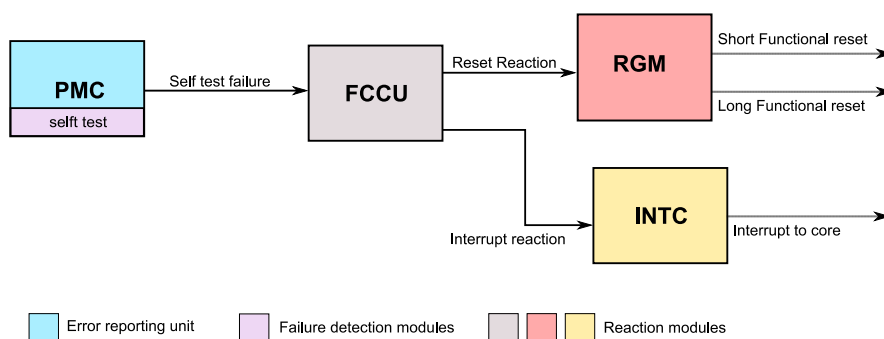 PMC
selft test
Self test failure
FCCU
Reset Reaction
RGM
Short Functional reset
Long Functional reset
Interrupt reaction
INTC
Interrupt to core
Error reporting unit
Failure detection modules
Reaction modules